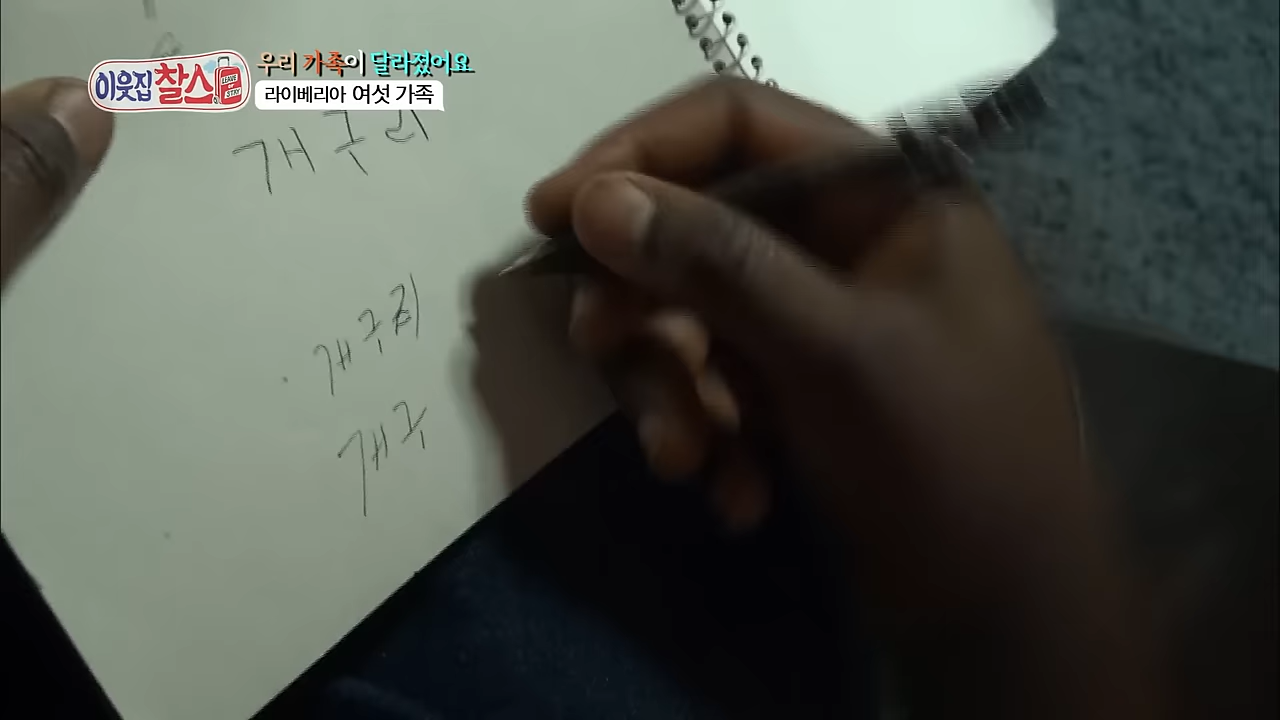 우리 가족이 달라졌어요
이웃집 찰스
LEAVE OR STAY
라이베리아 여섯 가족
개구리
개구리
개구